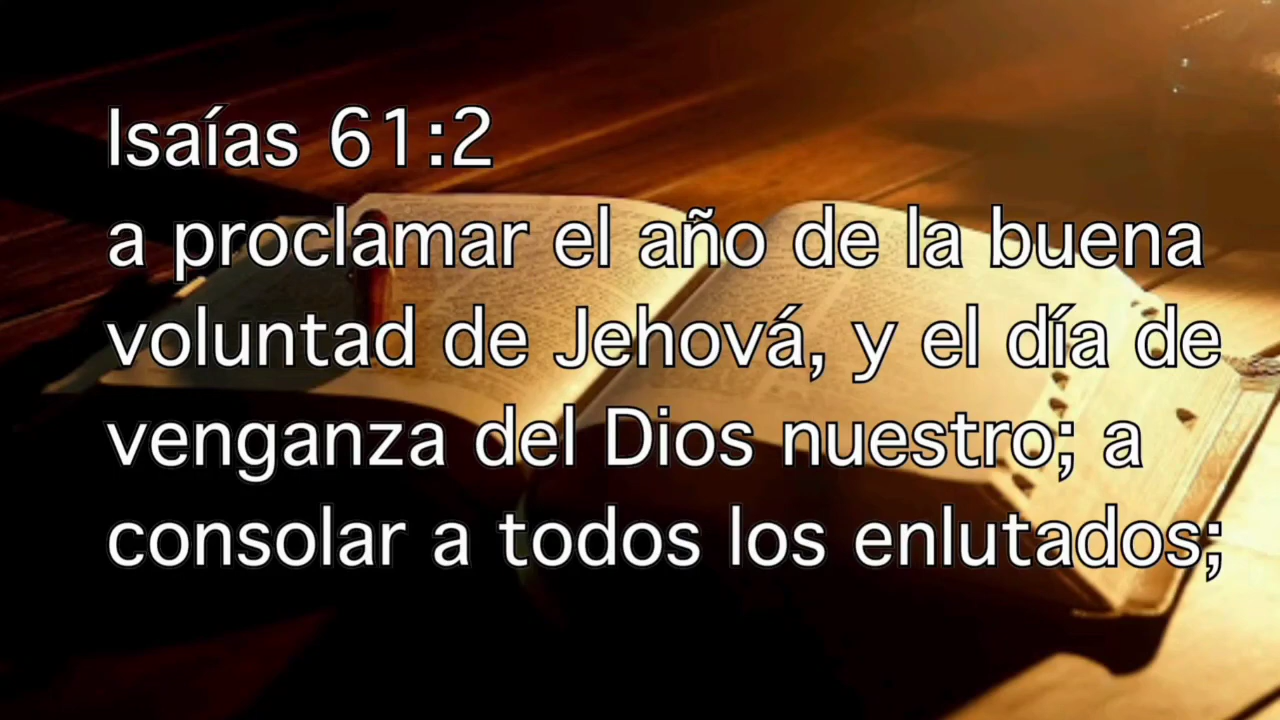 Isaías 61:2
a proclamar el año de la buena
voluntad de Jehová, y el día de
venganza del Dios nuestro; a
consolar a todos los enlutados;